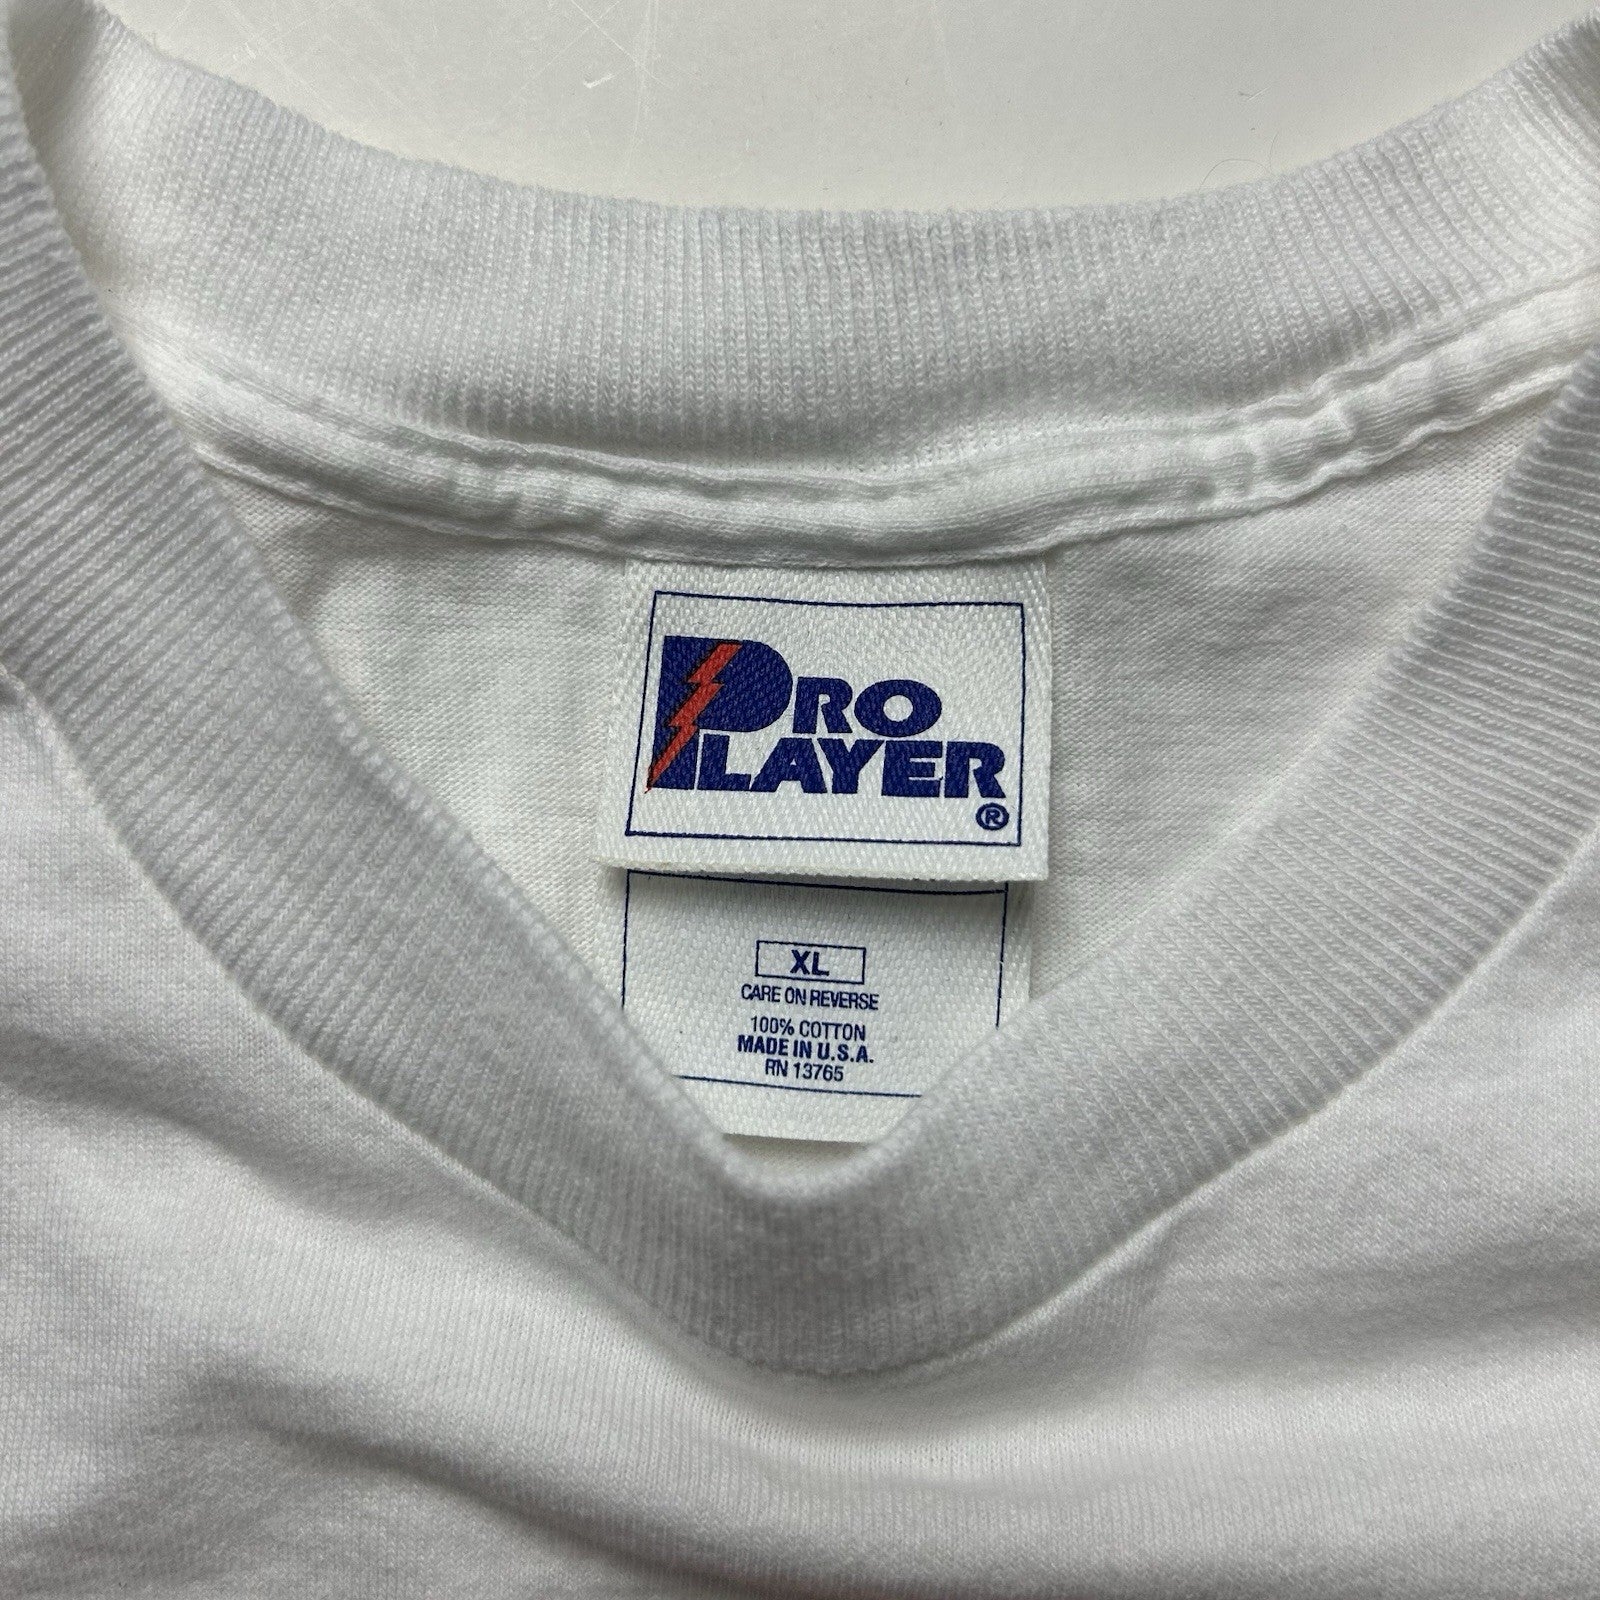 PRO
PLAYER®
XL
CARE ON REVERSE
100% COTTON
MADE IN U.S.A.
RN 13765